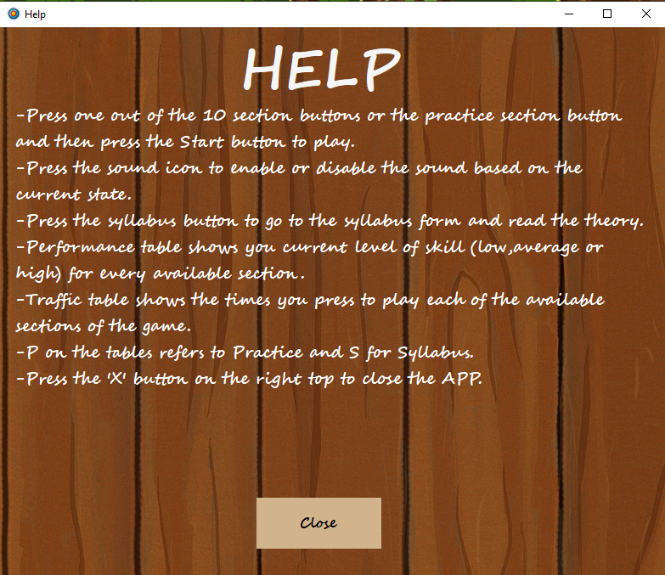 Help
HELP
-Press one out of the 10 section buttons or the practice section button
and then press the Start button to play.
-Press the sound icon to enable or disable the sound based on the
current state.
-Press the syllabus button to go to the syllabus form and read the theory.
-Performance table shows you current level of skill (low,average or
high) for every available section.
-Traffic table shows the times you press to play each of the available
sections of the game.
-P on the tables refers to Practice and S for Syllabus.
-Press the 'X' button on the right top to close the APP.
Close